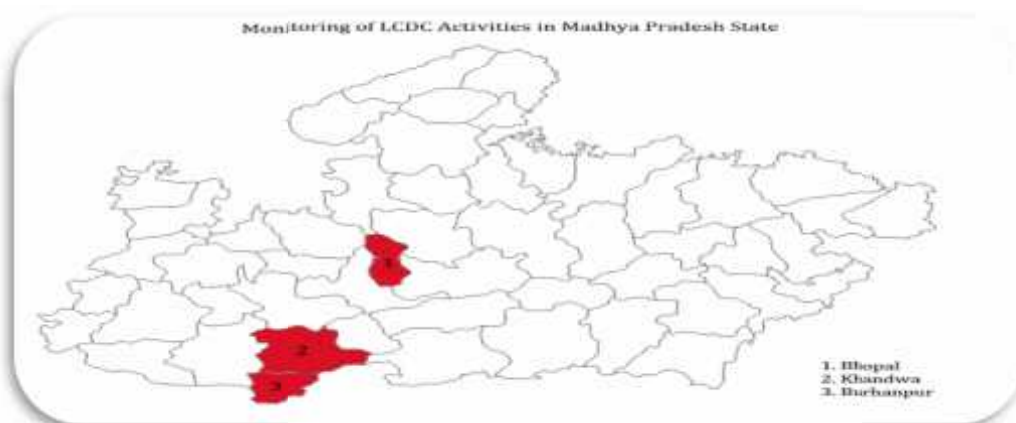 Monitoring of LCDC Activities in Madhya Pradesh State
1
2
3
1. Bhopal
2. Khandwa
3. Burhanpur